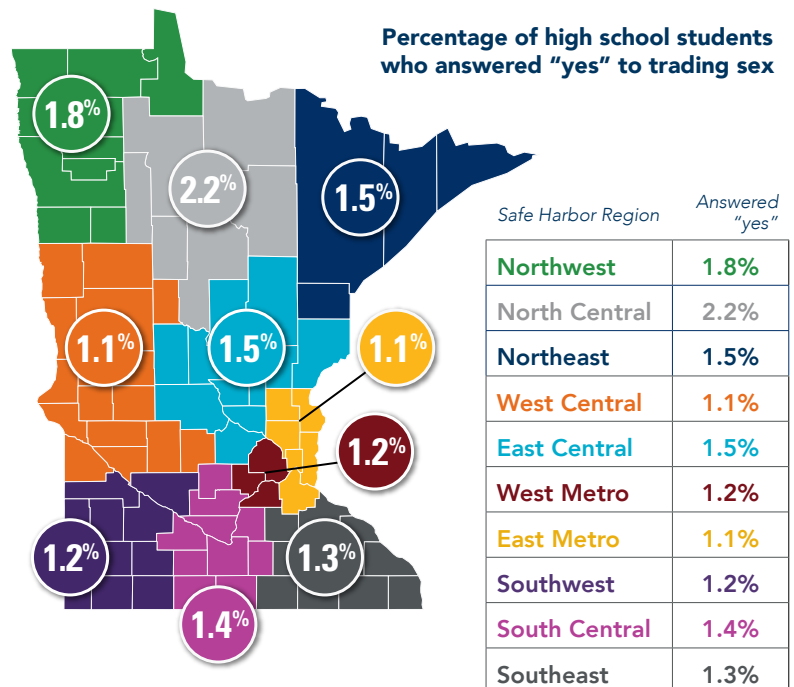 Percentage of high school students
who answered “yes” to trading sex
1.8%
2.2%
1.5%
1.1%
1.5%
1.1%
1.2%
1.2%
1.3%
1.4%
Safe Harbor Region Answered “yes”
Northwest 1.8%
North Central 2.2%
Northeast 1.5%
West Central 1.1%
East Central 1.5%
West Metro 1.2%
East Metro 1.1%
Southwest 1.2%
South Central 1.4%
Southeast 1.3%